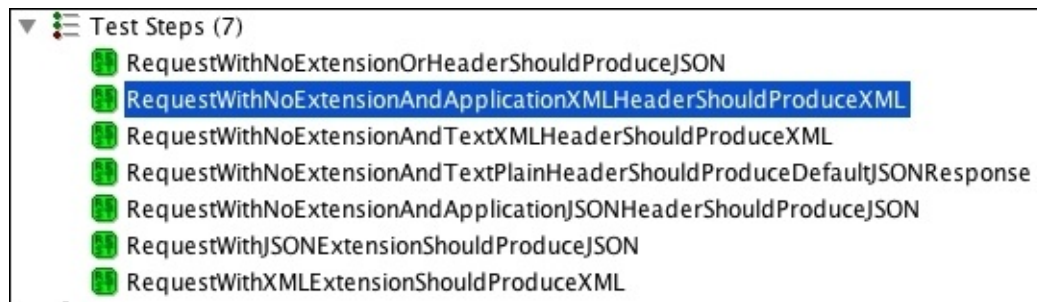 Test Steps (7)
RequestWithNoExtensionOrHeaderShouldProduceJSON
RequestWithNoExtensionAndApplicationXMLHeaderShouldProduceXML
RequestWithNoExtensionAndTextXMLHeaderShouldProduceXML
RequestWithNoExtensionAndTextPlainHeaderShouldProduceDefaultJSONResponse
RequestWithNoExtensionAndApplicationJSONHeaderShouldProduceJSON
RequestWithJSONExtensionShouldProduceJSON
RequestWithXMLExtensionShouldProduceXML